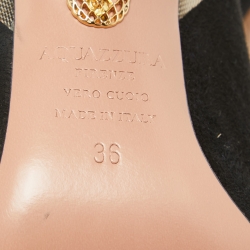 AQUAZZURA
FIRENZE
VERO CUOIO
MADE IN ITALY
36